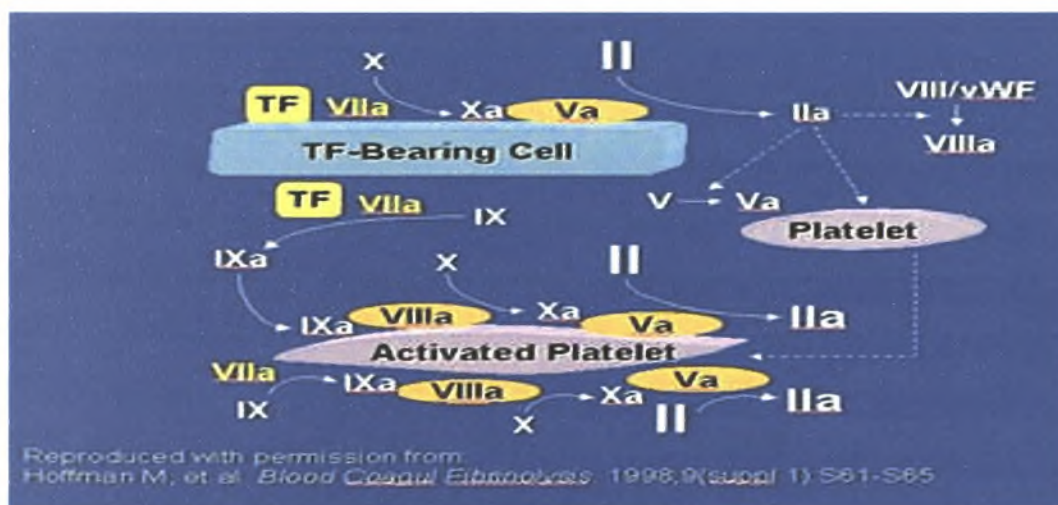 X II
TF VIIa Xa Va IIa VIII/vWF
VIIIa
TF-Bearing Cell
TF VIIa IX
V Va
Platelet
IXa X II
IXa VIIIa Xa Va IIa
Activated Platelet
VIIa IXa VIIIa Xa Va IIa
IX X II
Reproduced with permission from
Hoffman M, et al. Blood Coagul Fibrinolysis. 1998;9(suppl 1):S61-S65